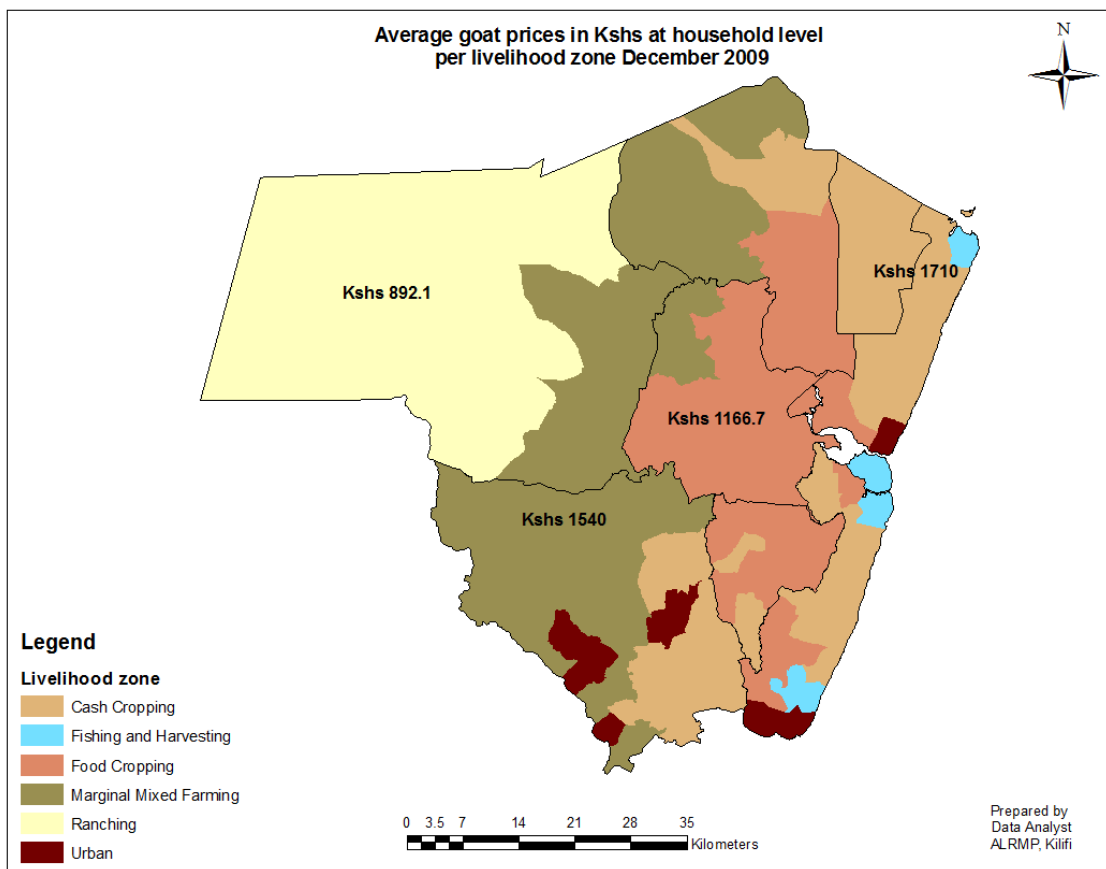 Average goat prices in Kshs at household level
per livelihood zone December 2009
N
Kshs 892.1
Kshs 1710
Kshs 1166.7
Kshs 1540
Legend
Livelihood zone
Cash Cropping
Fishing and Harvesting
Food Cropping
Marginal Mixed Farming
Ranching
Urban
0 3.5 7 14 21 28 35
Kilometers
Prepared by
Data Analyst
ALRMP, Kilifi